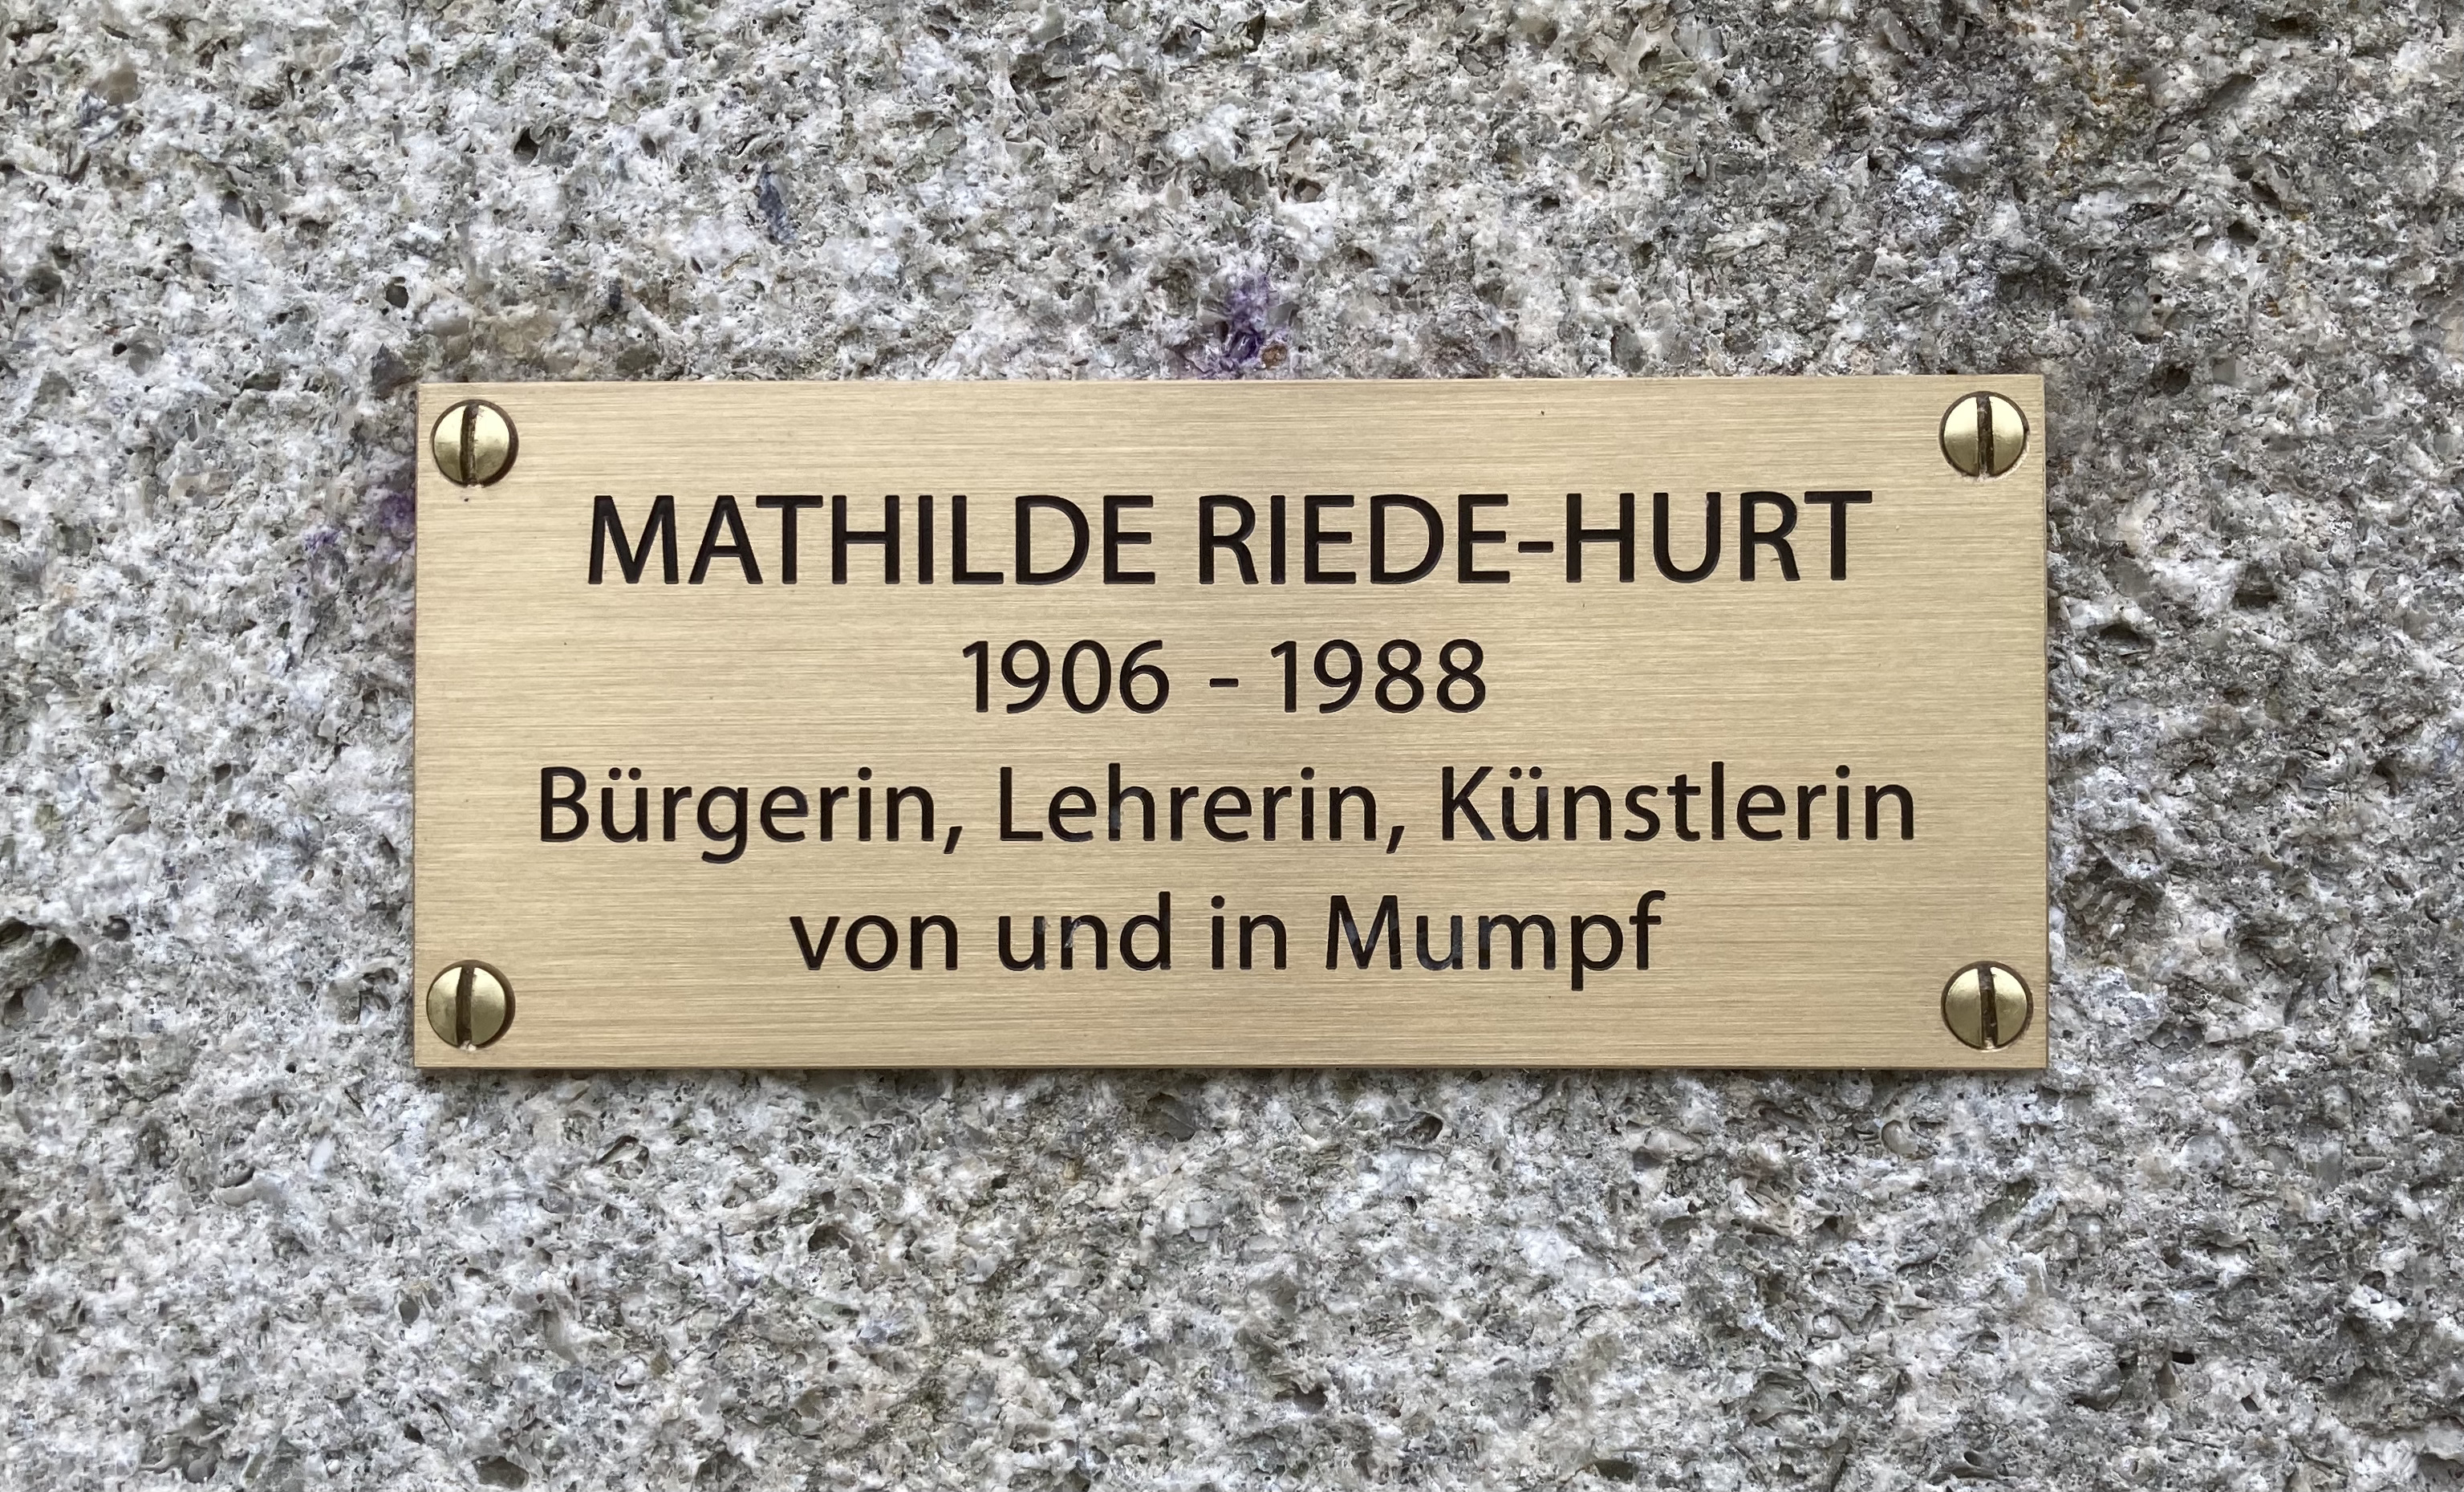 MATHILDE RIEDE-HURT
1906 - 1988
Bürgerin, Lehrerin, Künstlerin
von und in Mumpf